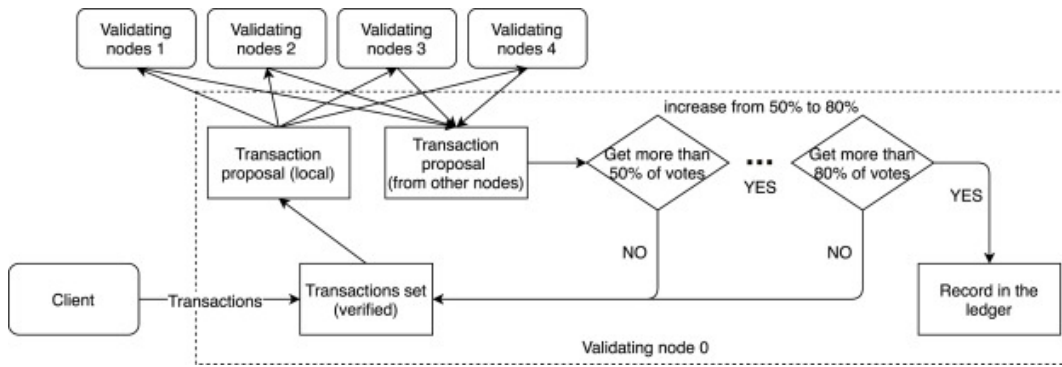 Validating
nodes 1
Validating
nodes 2
Validating
nodes 3
Validating
nodes 4
increase from 50% to 80%
Transaction
proposal (local)
Transaction
proposal
(from other nodes)
Get more than
50% of votes
...
YES
Get more than
80% of votes
YES
NO
NO
Client
Transactions
Transactions set
(verified)
Record in the
ledger
Validating node 0